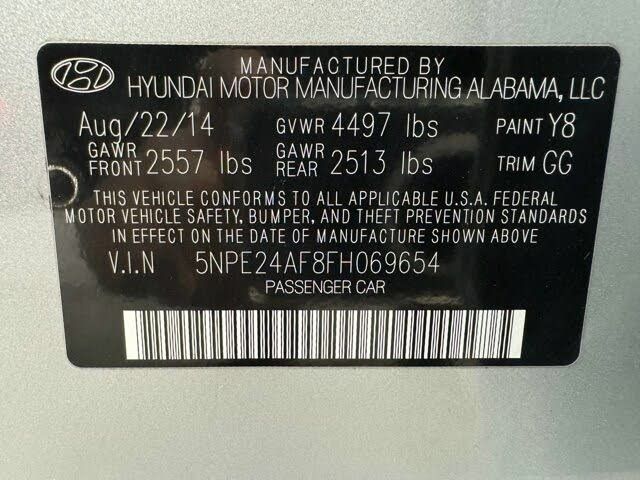 MANUFACTURED BY
HYUNDAI MOTOR MANUFACTURING ALABAMA, LLC
Aug/22/14 GVWR 4497 lbs PAINT Y8
GAWR FRONT 2557 lbs GAWR REAR 2513 lbs TRIM GG
THIS VEHICLE CONFORMS TO ALL APPLICABLE U.S.A. FEDERAL
MOTOR VEHICLE SAFETY, BUMPER, AND THEFT PREVENTION STANDARDS
IN EFFECT ON THE DATE OF MANUFACTURE SHOWN ABOVE
V.I.N 5NPE24AF8FH069654
PASSENGER CAR